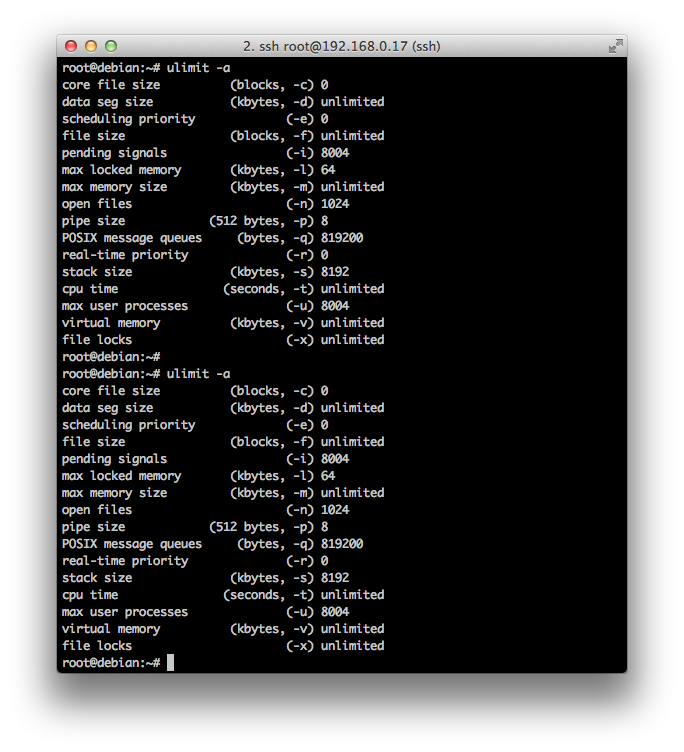 2. ssh root@192.168.0.17 (ssh)
root@debian:~# ulimit -a
core file size          (blocks, -c) 0
data seg size           (kbytes, -d) unlimited
scheduling priority             (-e) 0
file size               (blocks, -f) unlimited
pending signals                 (-i) 8004
max locked memory       (kbytes, -l) 64
max memory size         (kbytes, -m) unlimited
open files                      (-n) 1024
pipe size            (512 bytes, -p) 8
POSIX message queues     (bytes, -q) 819200
real-time priority              (-r) 0
stack size              (kbytes, -s) 8192
cpu time               (seconds, -t) unlimited
max user processes              (-u) 8004
virtual memory          (kbytes, -v) unlimited
file locks                      (-x) unlimited
root@debian:~#
root@debian:~# ulimit -a
core file size          (blocks, -c) 0
data seg size           (kbytes, -d) unlimited
scheduling priority             (-e) 0
file size               (blocks, -f) unlimited
pending signals                 (-i) 8004
max locked memory       (kbytes, -l) 64
max memory size         (kbytes, -m) unlimited
open files                      (-n) 1024
pipe size            (512 bytes, -p) 8
POSIX message queues     (bytes, -q) 819200
real-time priority              (-r) 0
stack size              (kbytes, -s) 8192
cpu time               (seconds, -t) unlimited
max user processes              (-u) 8004
virtual memory          (kbytes, -v) unlimited
file locks                      (-x) unlimited
root@debian:~#